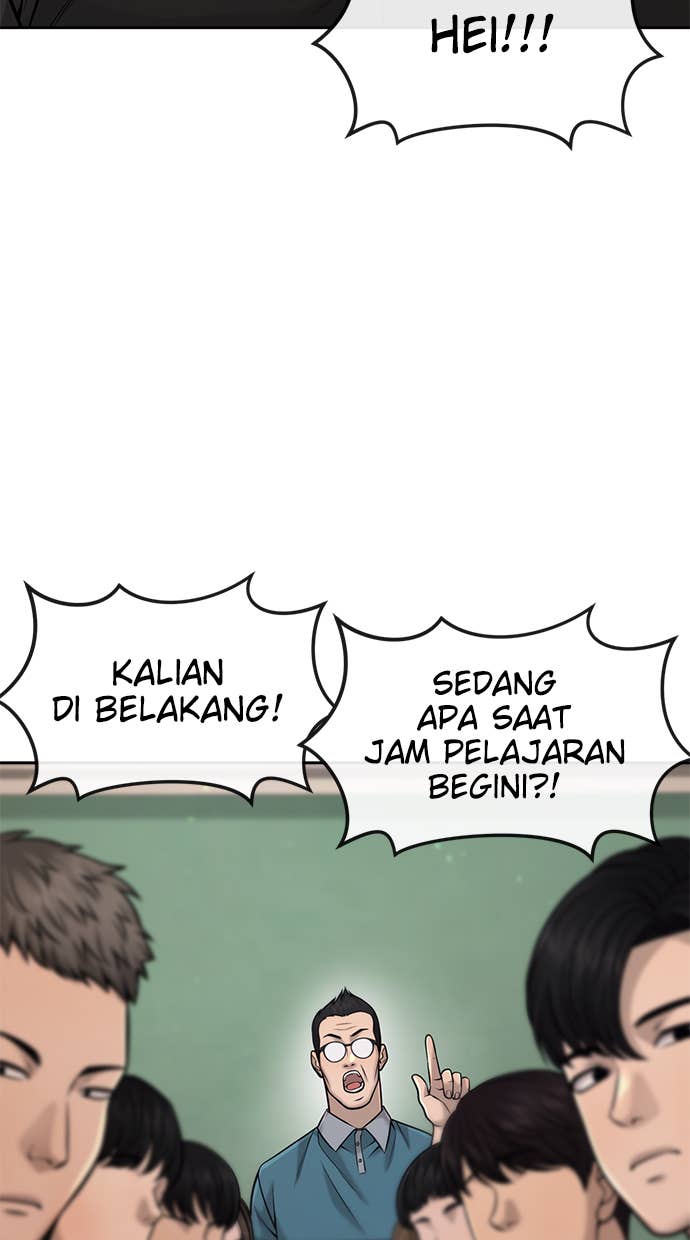 HEI!!!
KALIAN
DI BELAKANG!
SEDANG
APA SAAT
JAM PELAJARAN
BEGINI?!